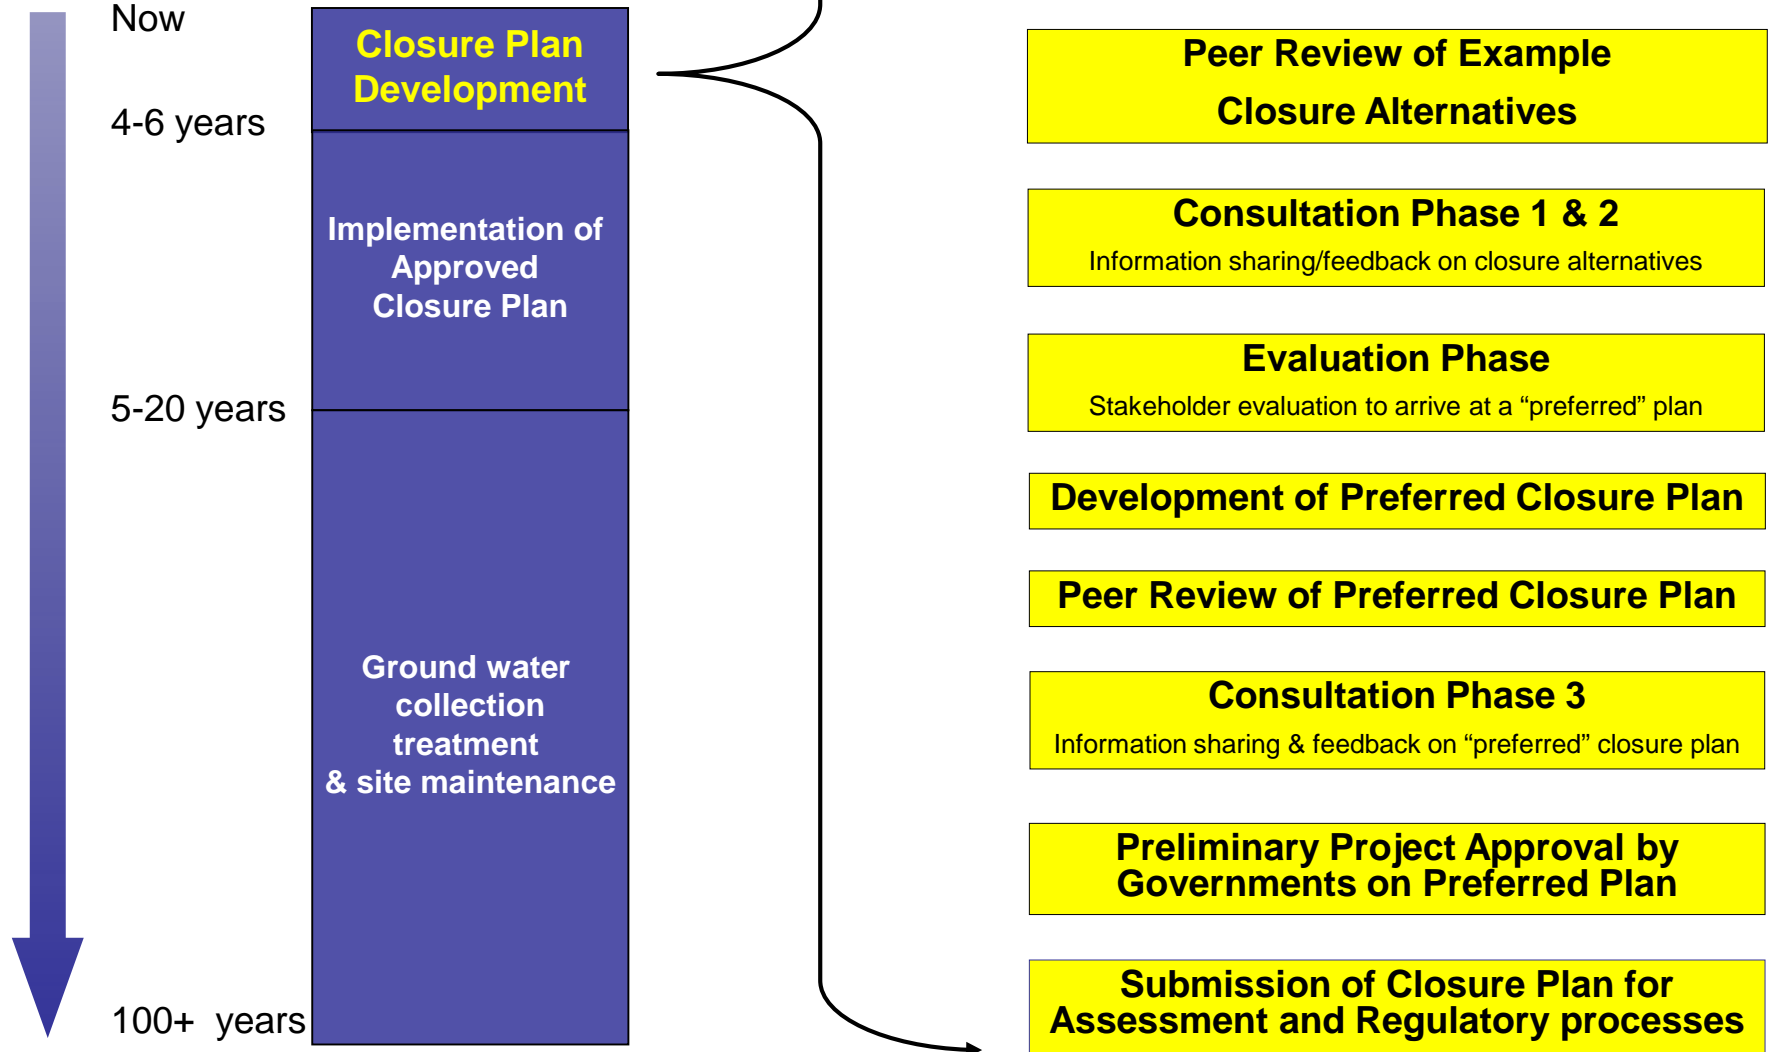 Now
4-6 years
5-20 years
100+ years
Closure Plan
Development
Implementation of
Approved
Closure Plan
Ground water
collection
treatment
& site maintenance
Peer Review of Example
Closure Alternatives
Consultation Phase 1 & 2
Information sharing/feedback on closure alternatives
Evaluation Phase
Stakeholder evaluation to arrive at a “preferred” plan
Development of Preferred Closure Plan
Peer Review of Preferred Closure Plan
Consultation Phase 3
Information sharing & feedback on “preferred” closure plan
Preliminary Project Approval by
Governments on Preferred Plan
Submission of Closure Plan for
Assessment and Regulatory processes